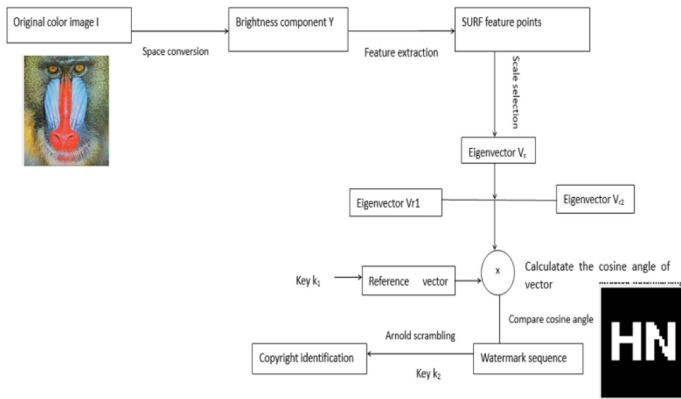 Original color image I
Brightness component Y
SURF feature points
Space conversion
Feature extraction
Scale selection
Eigenvector Vr
Eigenvector Vr1
Eigenvector Vr2
Key k1
Reference vector
x
Calculatate the cosine angle of
vector
Compare cosine angle
HN
Arnold scrambling
Copyright identification
Watermark sequence
Key k2